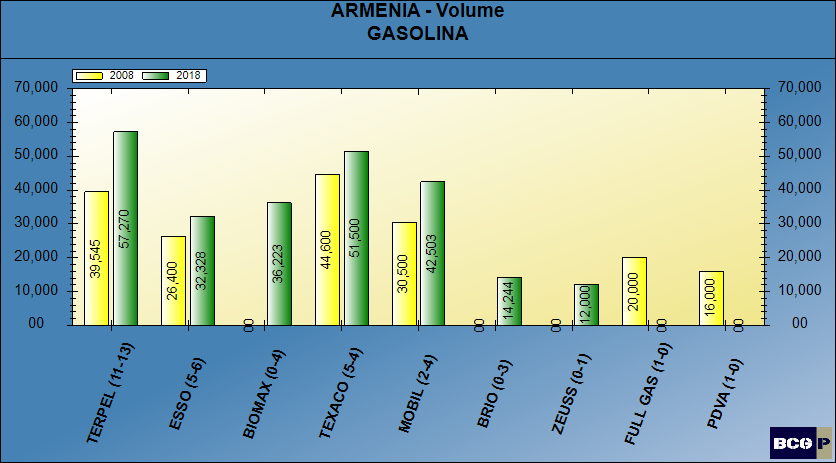 ARMENIA - Volume
GASOLINA
2008 2018
70,000 70,000
60,000 60,000
50,000 50,000
40,000 40,000
30,000 30,000
20,000 20,000
10,000 10,000
00 00
39,545 57,270 26,400 32,328 00 36,223 44,600 51,500 30,500 42,503 00 14,244 00 12,000 20,000 00 16,000 00
TERPEL (11-13) ESSO (5-6) BIOMAX (0-4) TEXACO (5-4) MOBIL (2-4) BRIO (0-3) ZEUSS (0-1) FULL GAS (1-0) PDVA (1-0)
BCO P